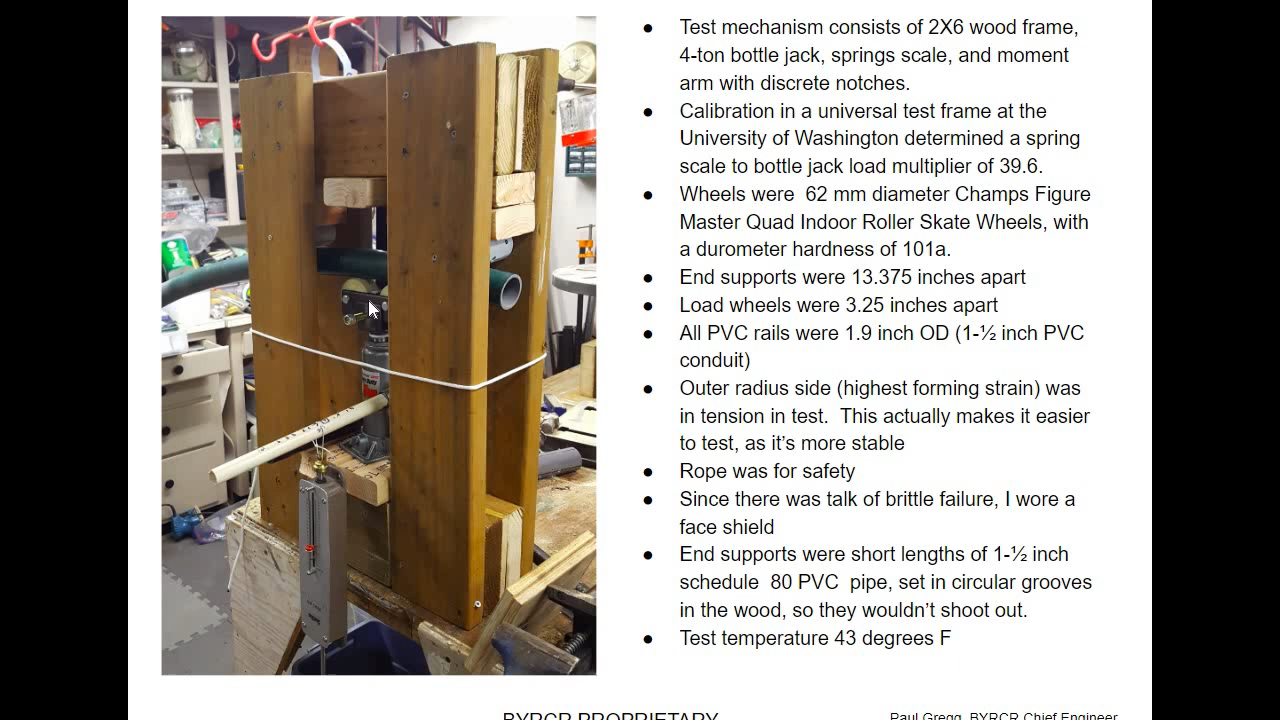 ● Test mechanism consists of 2X6 wood frame,
4-ton bottle jack, springs scale, and moment
arm with discrete notches.
● Calibration in a universal test frame at the
University of Washington determined a spring
scale to bottle jack load multiplier of 39.6.
● Wheels were 62 mm diameter Champs Figure
Master Quad Indoor Roller Skate Wheels, with
a durometer hardness of 101a.
● End supports were 13.375 inches apart
● Load wheels were 3.25 inches apart
● All PVC rails were 1.9 inch OD (1-½ inch PVC
conduit)
● Outer radius side (highest forming strain) was
in tension in test. This actually makes it easier
to test, as it’s more stable
● Rope was for safety
● Since there was talk of brittle failure, I wore a
face shield
● End supports were short lengths of 1-½ inch
schedule 80 PVC pipe, set in circular grooves
in the wood, so they wouldn’t shoot out.
● Test temperature 43 degrees F
BYRCR PROPRIETARY
Paul Gregg, BYRCR Chief Engineer